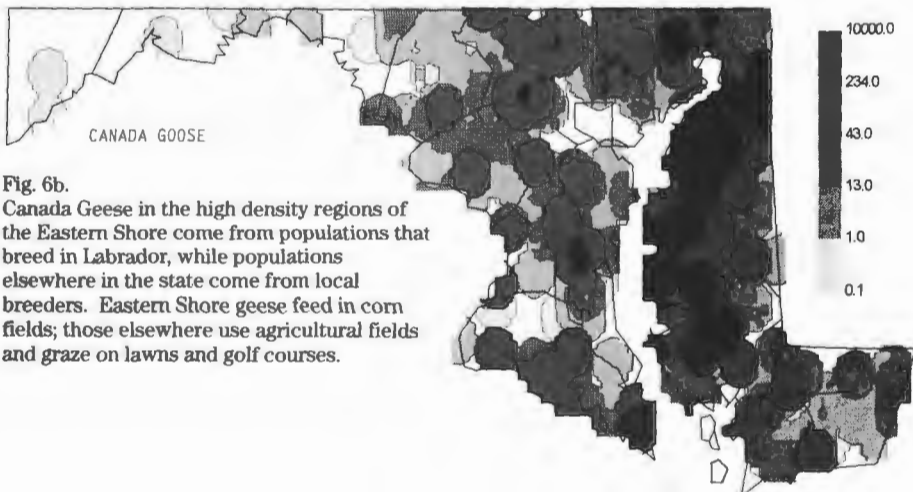 CANADA GOOSE
Fig. 6b.
Canada Geese in the high density regions of
the Eastern Shore come from populations that
breed in Labrador, while populations
elsewhere in the state come from local
breeders. Eastern Shore geese feed in corn
fields; those elsewhere use agricultural fields
and graze on lawns and golf courses.
10000.0
234.0
43.0
13.0
1.0
0.1